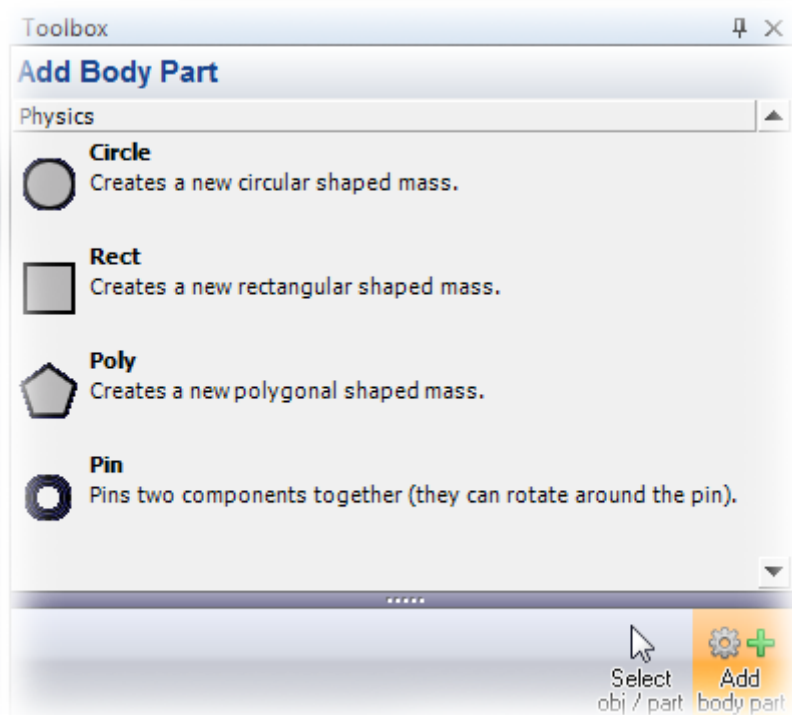 Toolbox
Add Body Part
Physics
Circle
Creates a new circular shaped mass.
Rect
Creates a new rectangular shaped mass.
Poly
Creates a new polygonal shaped mass.
Pin
Pins two components together (they can rotate around the pin).
Select Add
obj / part body part